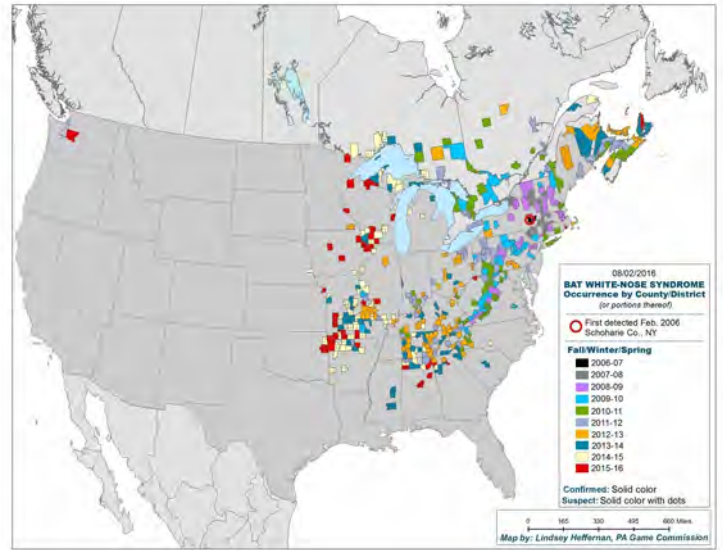 08/02/2016
BAT WHITE-NOSE SYNDROME
Occurrence by County/District
(or portions thereof)
First detected Feb. 2006
Schoharie Co., NY
Fall/Winter/Spring
2006-07
2007-08
2008-09
2009-10
2010-11
2011-12
2012-13
2013-14
2014-15
2015-16
Confirmed: Solid color
Suspect: Solid color with dots
0 165 330 495 660 Miles
Map by: Lindsey Heffernan, PA Game Commission